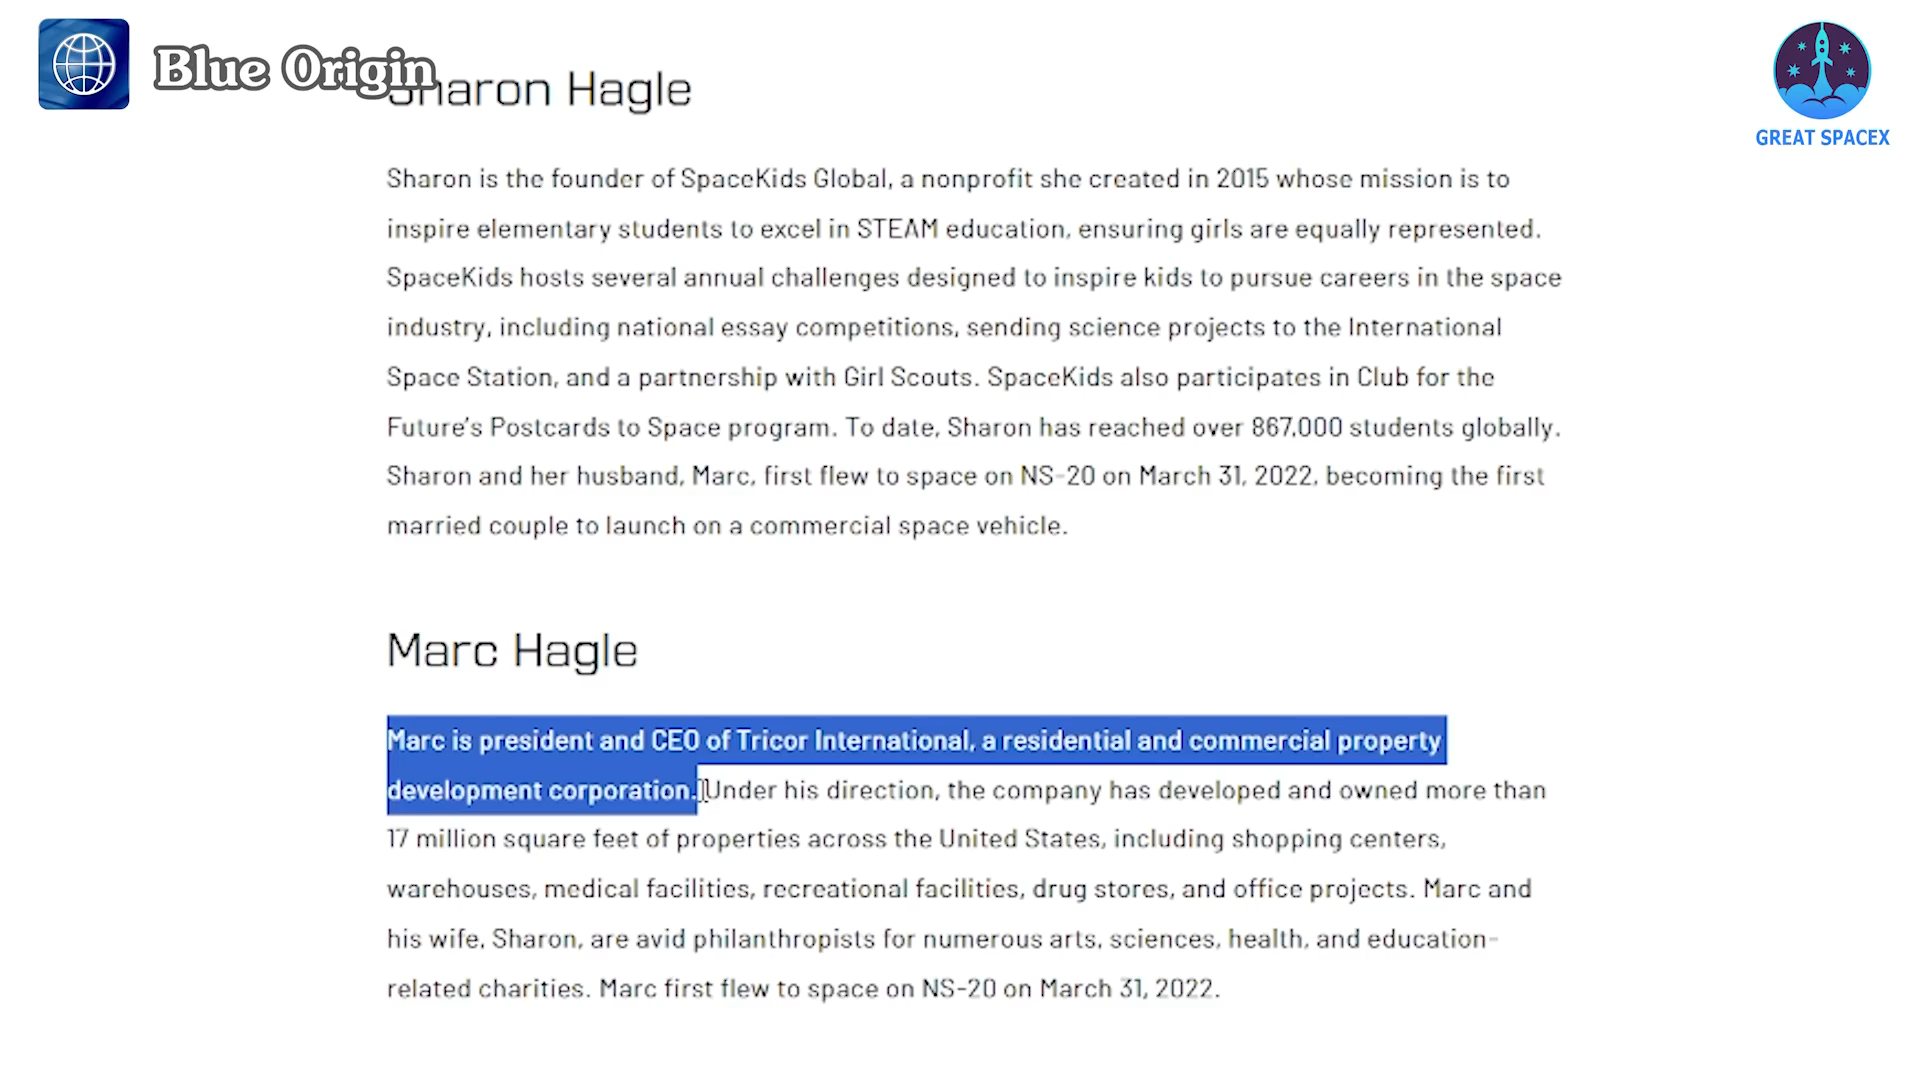 Blue Origin
Sharon Hagle
GREAT SPACEX
Sharon is the founder of SpaceKids Global, a nonprofit she created in 2015 whose mission is to
inspire elementary students to excel in STEAM education, ensuring girls are equally represented.
SpaceKids hosts several annual challenges designed to inspire kids to pursue careers in the space
industry, including national essay competitions, sending science projects to the International
Space Station, and a partnership with Girl Scouts. SpaceKids also participates in Club for the
Future's Postcards to Space program. To date, Sharon has reached over 867,000 students globally.
Sharon and her husband, Marc, first flew to space on NS-20 on March 31, 2022, becoming the first
married couple to launch on a commercial space vehicle.
Marc Hagle
Marc is president and CEO of Tricor International, a residential and commercial property
development corporation. Under his direction, the company has developed and owned more than
17 million square feet of properties across the United States, including shopping centers,
warehouses, medical facilities, recreational facilities, drug stores, and office projects. Marc and
his wife, Sharon, are avid philanthropists for numerous arts, sciences, health, and education-
related charities. Marc first flew to space on NS-20 on March 31, 2022.